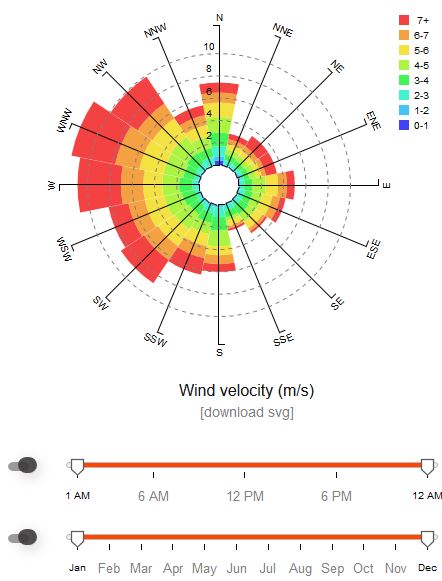 N
NNE
NE
ENE
E
ESE
SE
SSE
S
SSW
SW
WSW
W
WNW
NW
NNW
10
8
6
4
2
7+
6-7
5-6
4-5
3-4
2-3
1-2
0-1
Wind velocity (m/s)
[download svg]
1 AM 6 AM 12 PM 6 PM 12 AM
Jan Feb Mar Apr May Jun Jul Aug Sep Oct Nov Dec